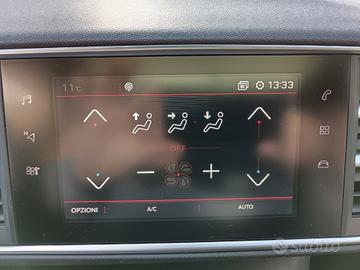 11°C 13:33
N
OFF
OPZIONI A/C AUTO
subito